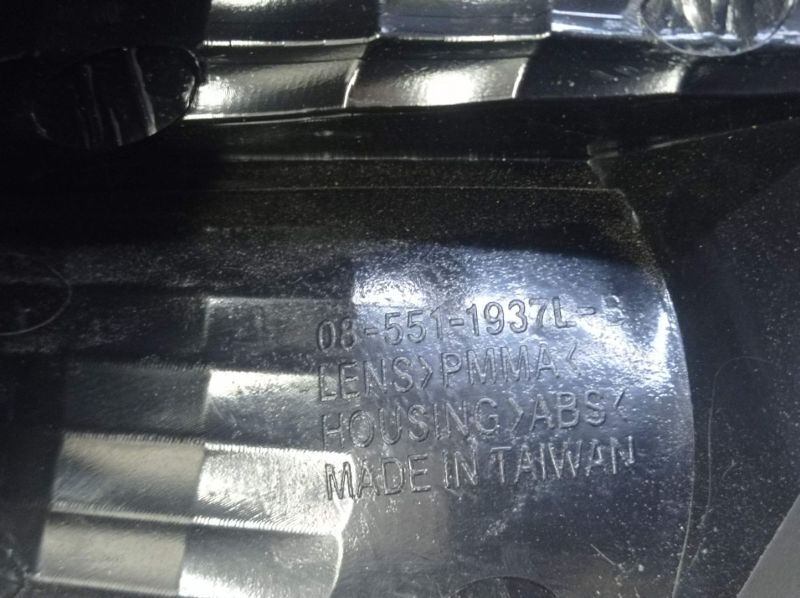 08-551-1937L-
LENS>PMMA<
HOUSING>ABS<
MADE IN TAIWAN